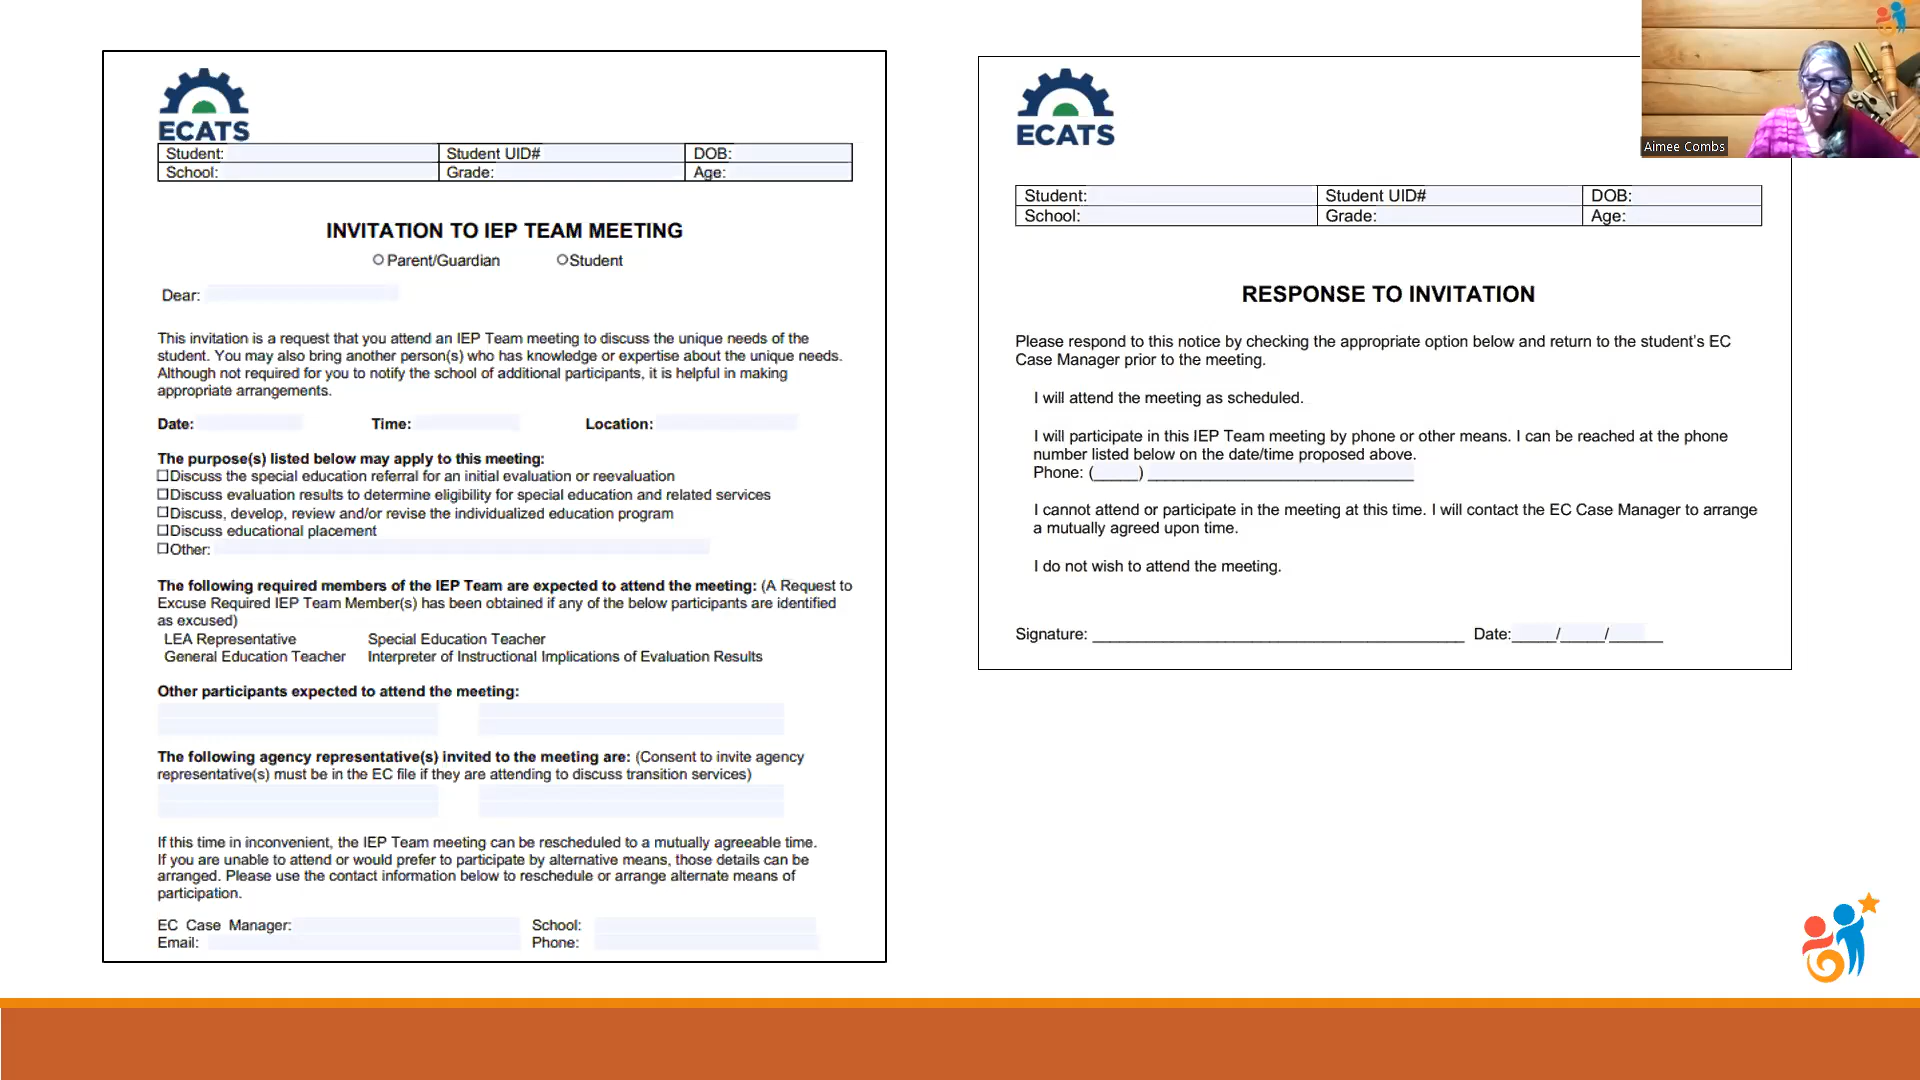 ECATS
Student: Student UID# DOB:
School: Grade: Age:
INVITATION TO IEP TEAM MEETING
Parent/Guardian Student
Dear:
This invitation is a request that you attend an IEP Team meeting to discuss the unique needs of the
student. You may also bring another person(s) who has knowledge or expertise about the unique needs.
Although not required for you to notify the school of additional participants, it is helpful in making
appropriate arrangements.
Date: Time: Location:
The purpose(s) listed below may apply to this meeting:
Discuss the special education referral for an initial evaluation or reevaluation
Discuss evaluation results to determine eligibility for special education and related services
Discuss, develop, review and/or revise the individualized education program
Discuss educational placement
Other:
The following required members of the IEP Team are expected to attend the meeting: (A Request to
Excuse Required IEP Team Member(s) has been obtained if any of the below participants are identified
as excused)
LEA Representative Special Education Teacher
General Education Teacher Interpreter of Instructional Implications of Evaluation Results
Other participants expected to attend the meeting:
The following agency representative(s) invited to the meeting are: (Consent to invite agency
representative(s) must be in the EC file if they are attending to discuss transition services)
If this time in inconvenient, the IEP Team meeting can be rescheduled to a mutually agreeable time.
If you are unable to attend or would prefer to participate by alternative means, those details can be
arranged. Please use the contact information below to reschedule or arrange alternate means of
participation.
EC Case Manager: School:
Email: Phone:
ECATS
Student: Student UID# DOB:
School: Grade: Age:
RESPONSE TO INVITATION
Please respond to this notice by checking the appropriate option below and return to the student's EC
Case Manager prior to the meeting.
I will attend the meeting as scheduled.
I will participate in this IEP Team meeting by phone or other means. I can be reached at the phone
number listed below on the date/time proposed above.
Phone: (_____) ______________________________
I cannot attend or participate in the meeting at this time. I will contact the EC Case Manager to arrange
a mutually agreed upon time.
I do not wish to attend the meeting.
Signature: __________________________________________ Date:_____/_____/______
Aimee Combs